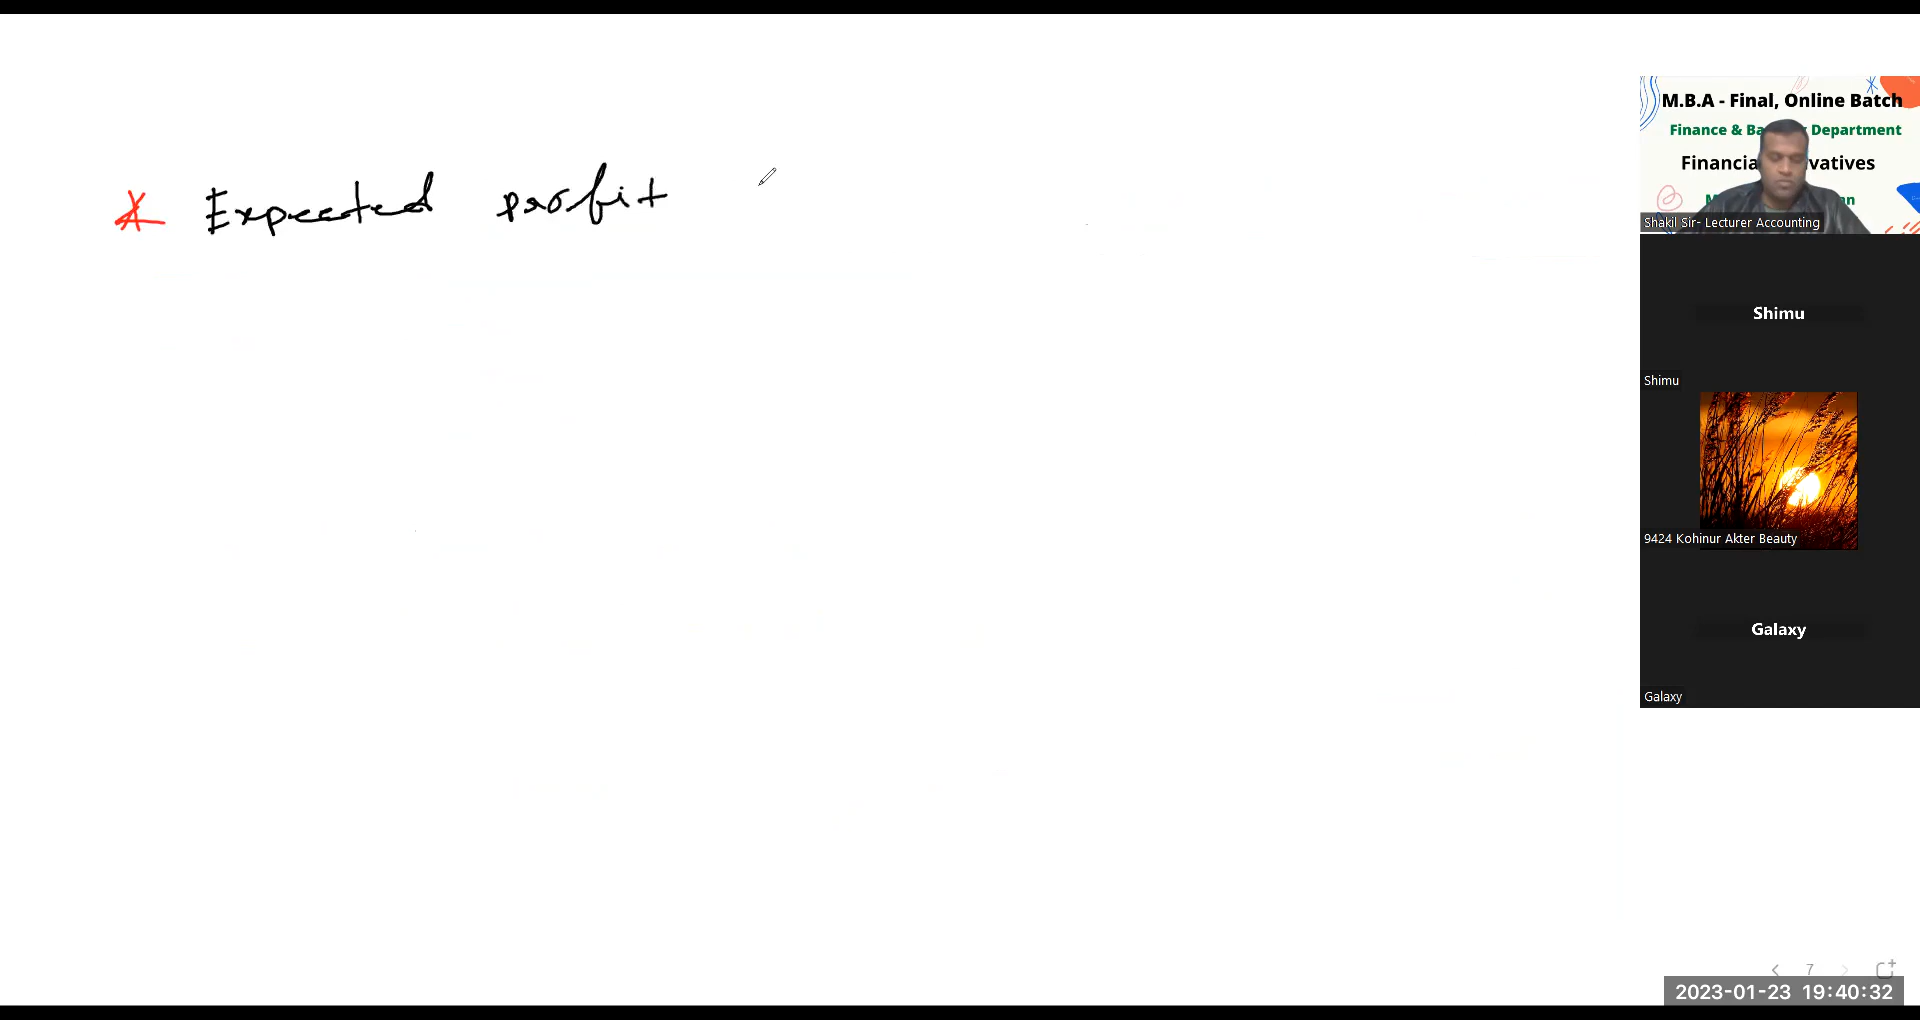 * Expected profit
M.B.A - Final, Online Batch
Finance & Ba Department
Financia vatives
M an
Shakil Sir- Lecturer Accounting
Shimu
Shimu
9424 Kohinur Akter Beauty
Galaxy
Galaxy
7
2023-01-23 19:40:32